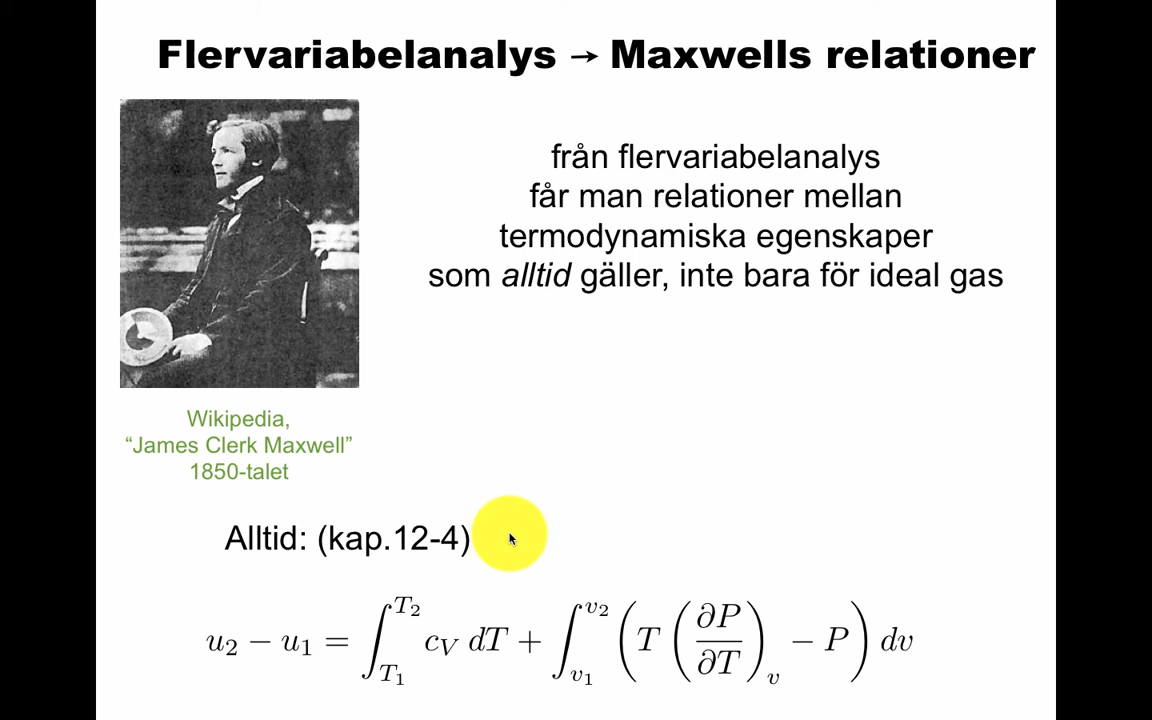 Flervariabelanalys → Maxwells relationer
från flervariabelanalys
får man relationer mellan
termodynamiska egenskaper
som alltid gäller, inte bara för ideal gas
Wikipedia,
“James Clerk Maxwell”
1850-talet
Alltid: (kap.12-4)
u₂ − u₁ = ∫_{T₁}^{T₂} c_V dT + ∫_{v₁}^{v₂} (T (∂P/∂T)_v − P) dv